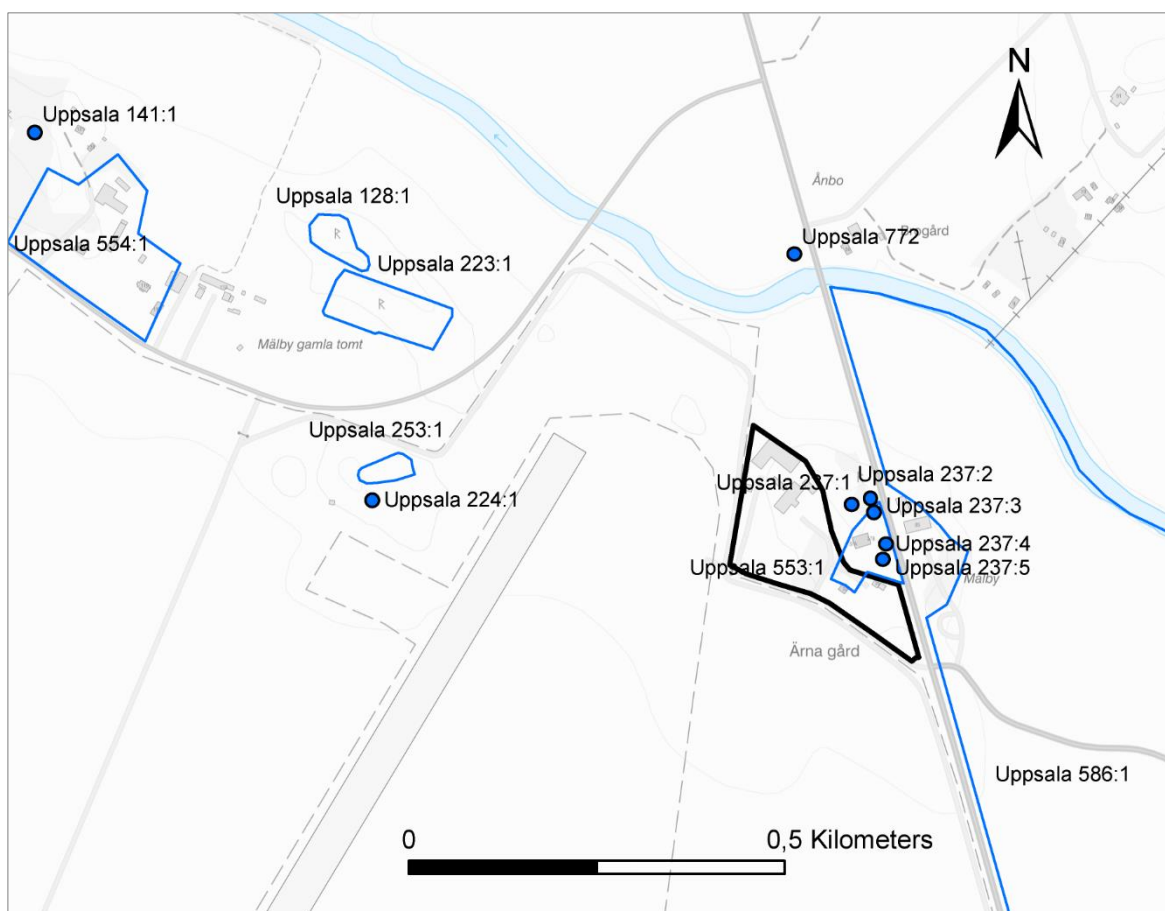 N
Uppsala 141:1
Ånbo
Uppsala 128:1
R
Uppsala 772
Uppsala 554:1
Uppsala 223:1
R
Mälby gamla tomt
Uppsala 253:1
Uppsala 237:2
Uppsala 237:1
Uppsala 224:1
Uppsala 237:3
Uppsala 237:4
Uppsala 553:1
Uppsala 237:5
Mälby
Ärna gård
Uppsala 586:1
0
0,5 Kilometers